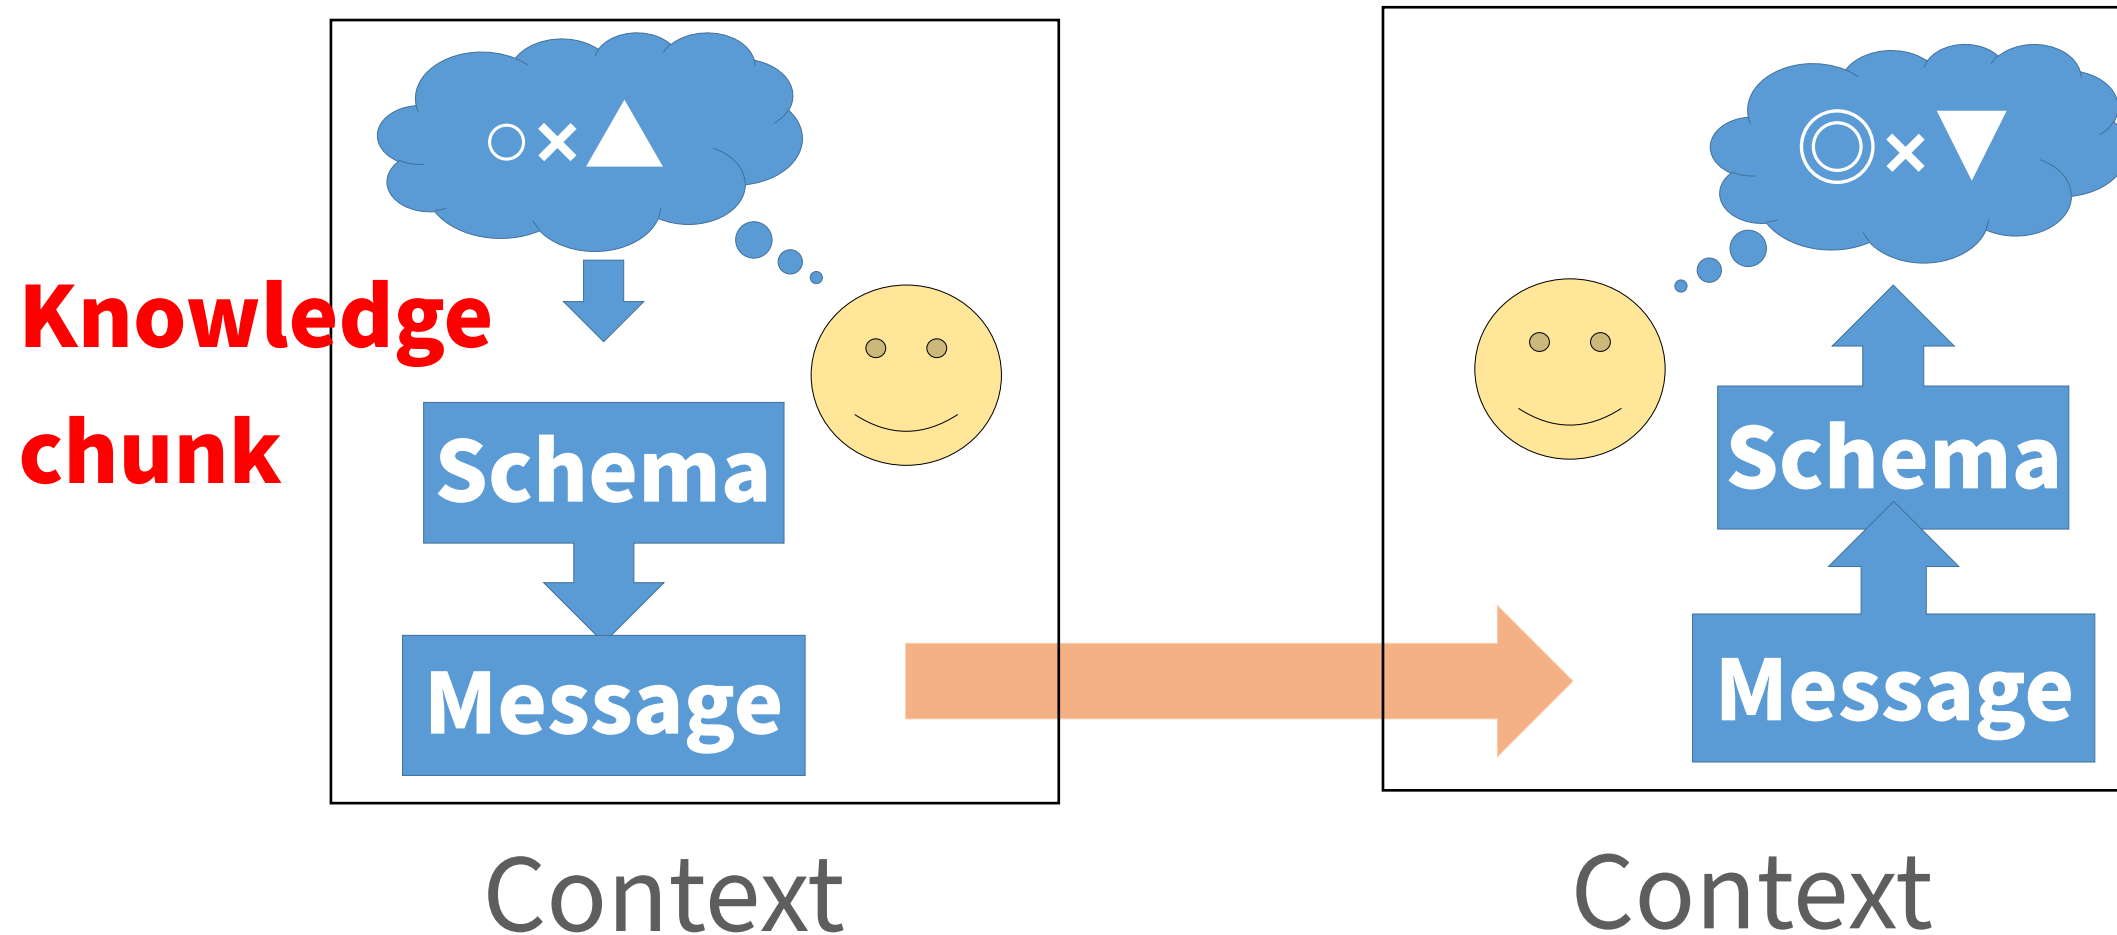 ○×▲
Knowledge
chunk
Schema
Message
Context
◎×▼
Schema
Message
Context